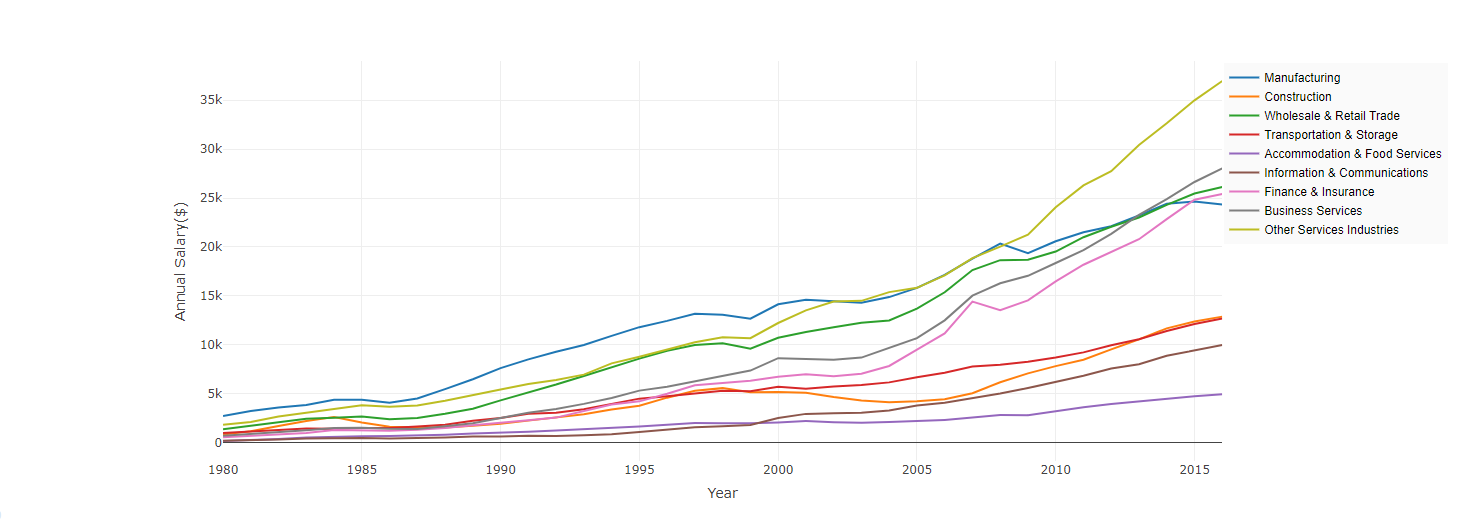 35k
30k
25k
20k
15k
10k
5k
0
Annual Salary($)
1980 1985 1990 1995 2000 2005 2010 2015
Year
Manufacturing
Construction
Wholesale & Retail Trade
Transportation & Storage
Accommodation & Food Services
Information & Communications
Finance & Insurance
Business Services
Other Services Industries